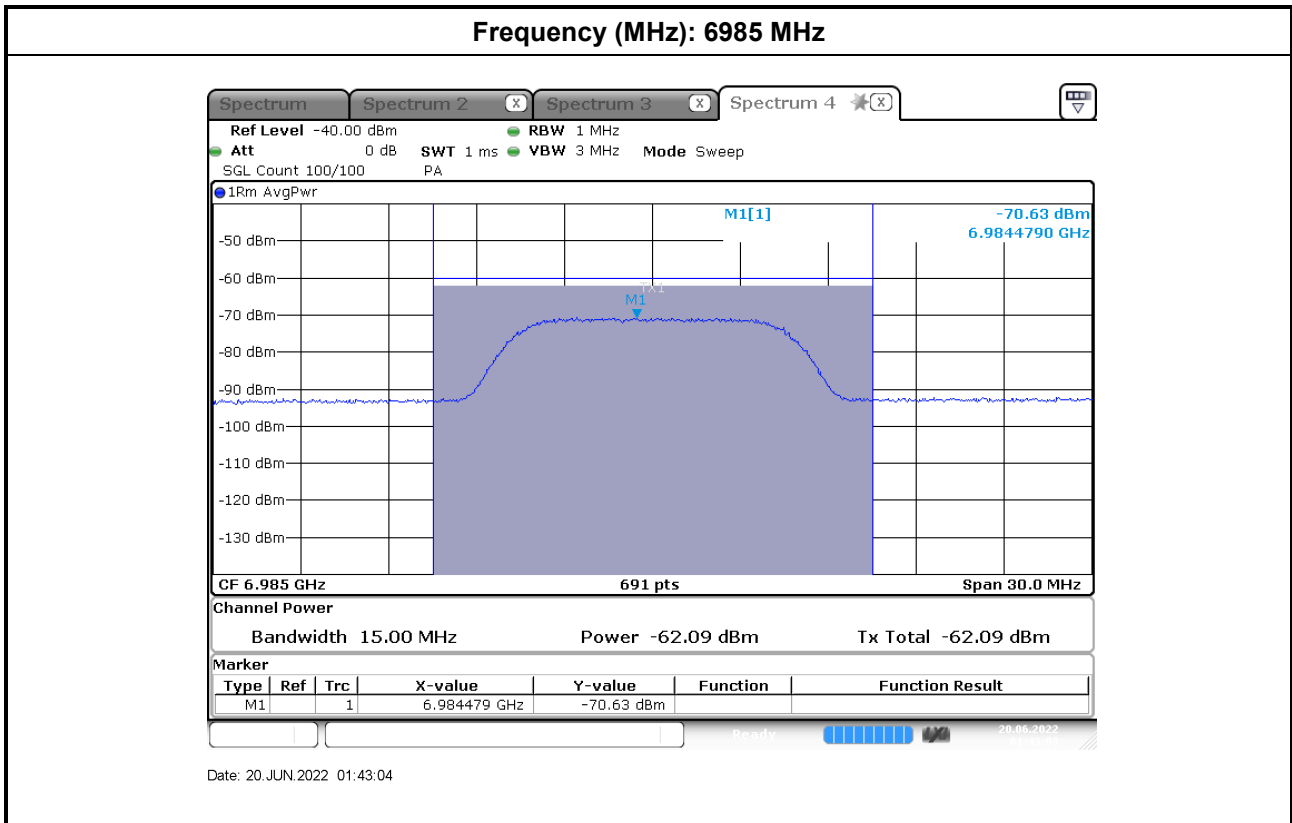 Frequency (MHz): 6985 MHz
Spectrum Spectrum 2 X Spectrum 3 X Spectrum 4 X
Ref Level -40.00 dBm RBW 1 MHz
Att 0 dB SWT 1 ms VBW 3 MHz Mode Sweep
SGL Count 100/100 PA
1Rm AvgPwr
M1[1] -70.63 dBm
6.9844790 GHz
-50 dBm
-60 dBm
TX1
M1
-70 dBm
-80 dBm
-90 dBm
-100 dBm
-110 dBm
-120 dBm
-130 dBm
CF 6.985 GHz 691 pts Span 30.0 MHz
Channel Power
Bandwidth 15.00 MHz Power -62.09 dBm Tx Total -62.09 dBm
Marker
Type Ref Trc X-value Y-value Function Function Result
M1 1 6.984479 GHz -70.63 dBm
Ready 20.06.2022
Date: 20.JUN.2022 01:43:04